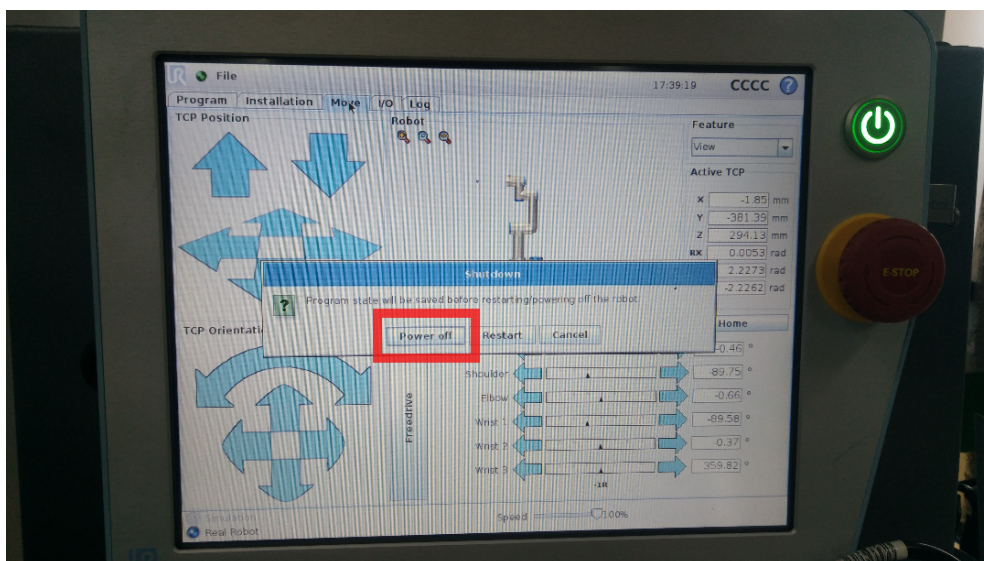 File
17:39:19 CCCC ?
Program Installation Move I/O Log
TCP Position
Robot
Feature
View
Active TCP
X -1.85 mm
Y -381.39 mm
Z 294.13 mm
RX 0.0053 rad
2.2273 rad
-2.2262 rad
E-STOP
Shutdown
? Program state will be saved before restarting/powering off the robot
Power off Restart Cancel
TCP Orientati
Home
-0.46 °
Shoulder -89.75 °
Elbow -0.66 °
Wrist 1 -89.58 °
Wrist 2 -0.37 °
Wrist 3 359.82 °
Freedrive
Simulation
Real Robot
Speed 100%